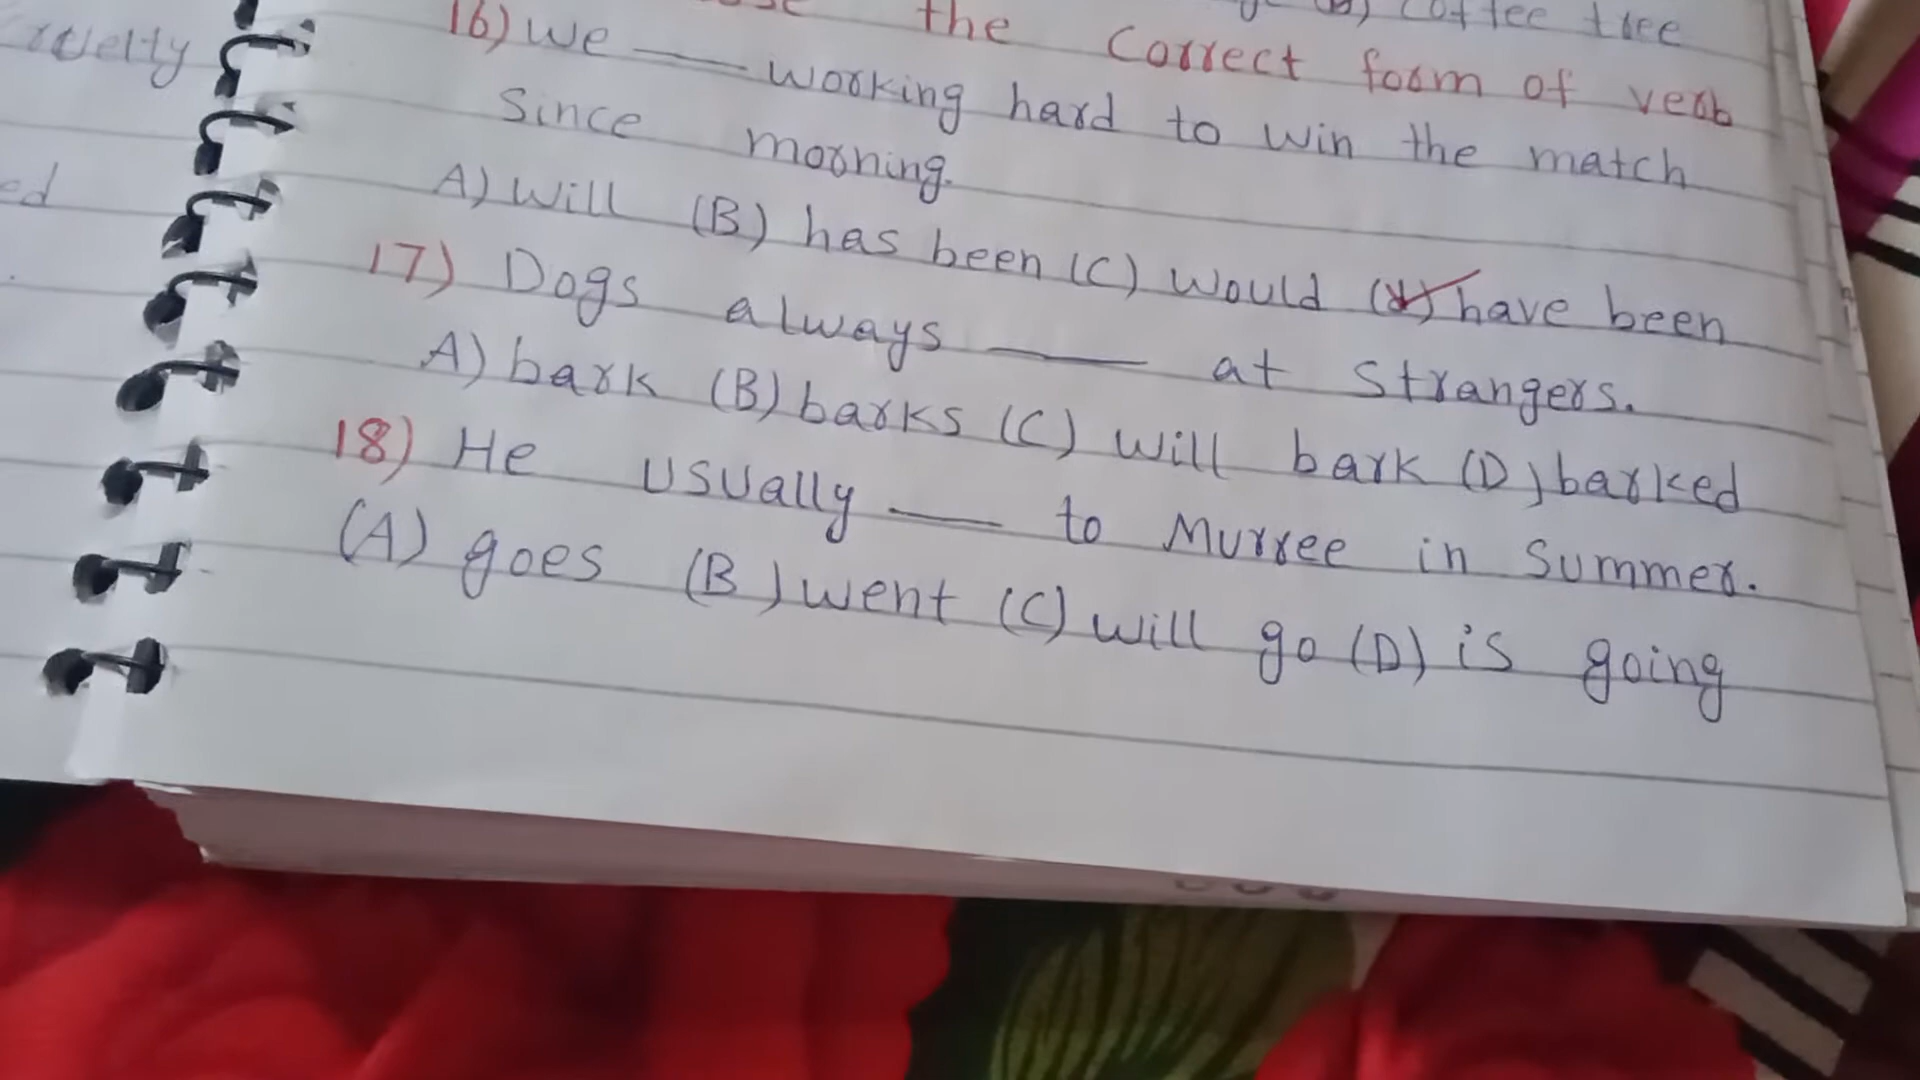 coffee tree
the Correct form of verb
16) We ___ working hard to win the match
Since morning.
A) Will (B) has been (C) Would (D) have been
17) Dogs always ___ at Strangers.
A) bark (B) barks (C) will bark (D) barked
18) He usually ___ to Murree in Summer.
(A) goes (B) went (C) will go (D) is going